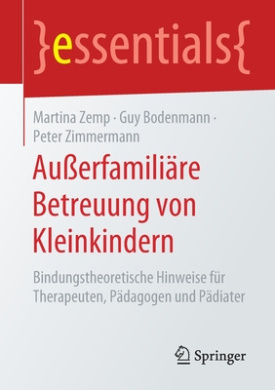 }essentials{
Martina Zemp · Guy Bodenmann ·
Peter Zimmermann
Außerfamiliäre
Betreuung von
Kleinkindern
Bindungstheoretische Hinweise für
Therapeuten, Pädagogen und Pädiater
Springer